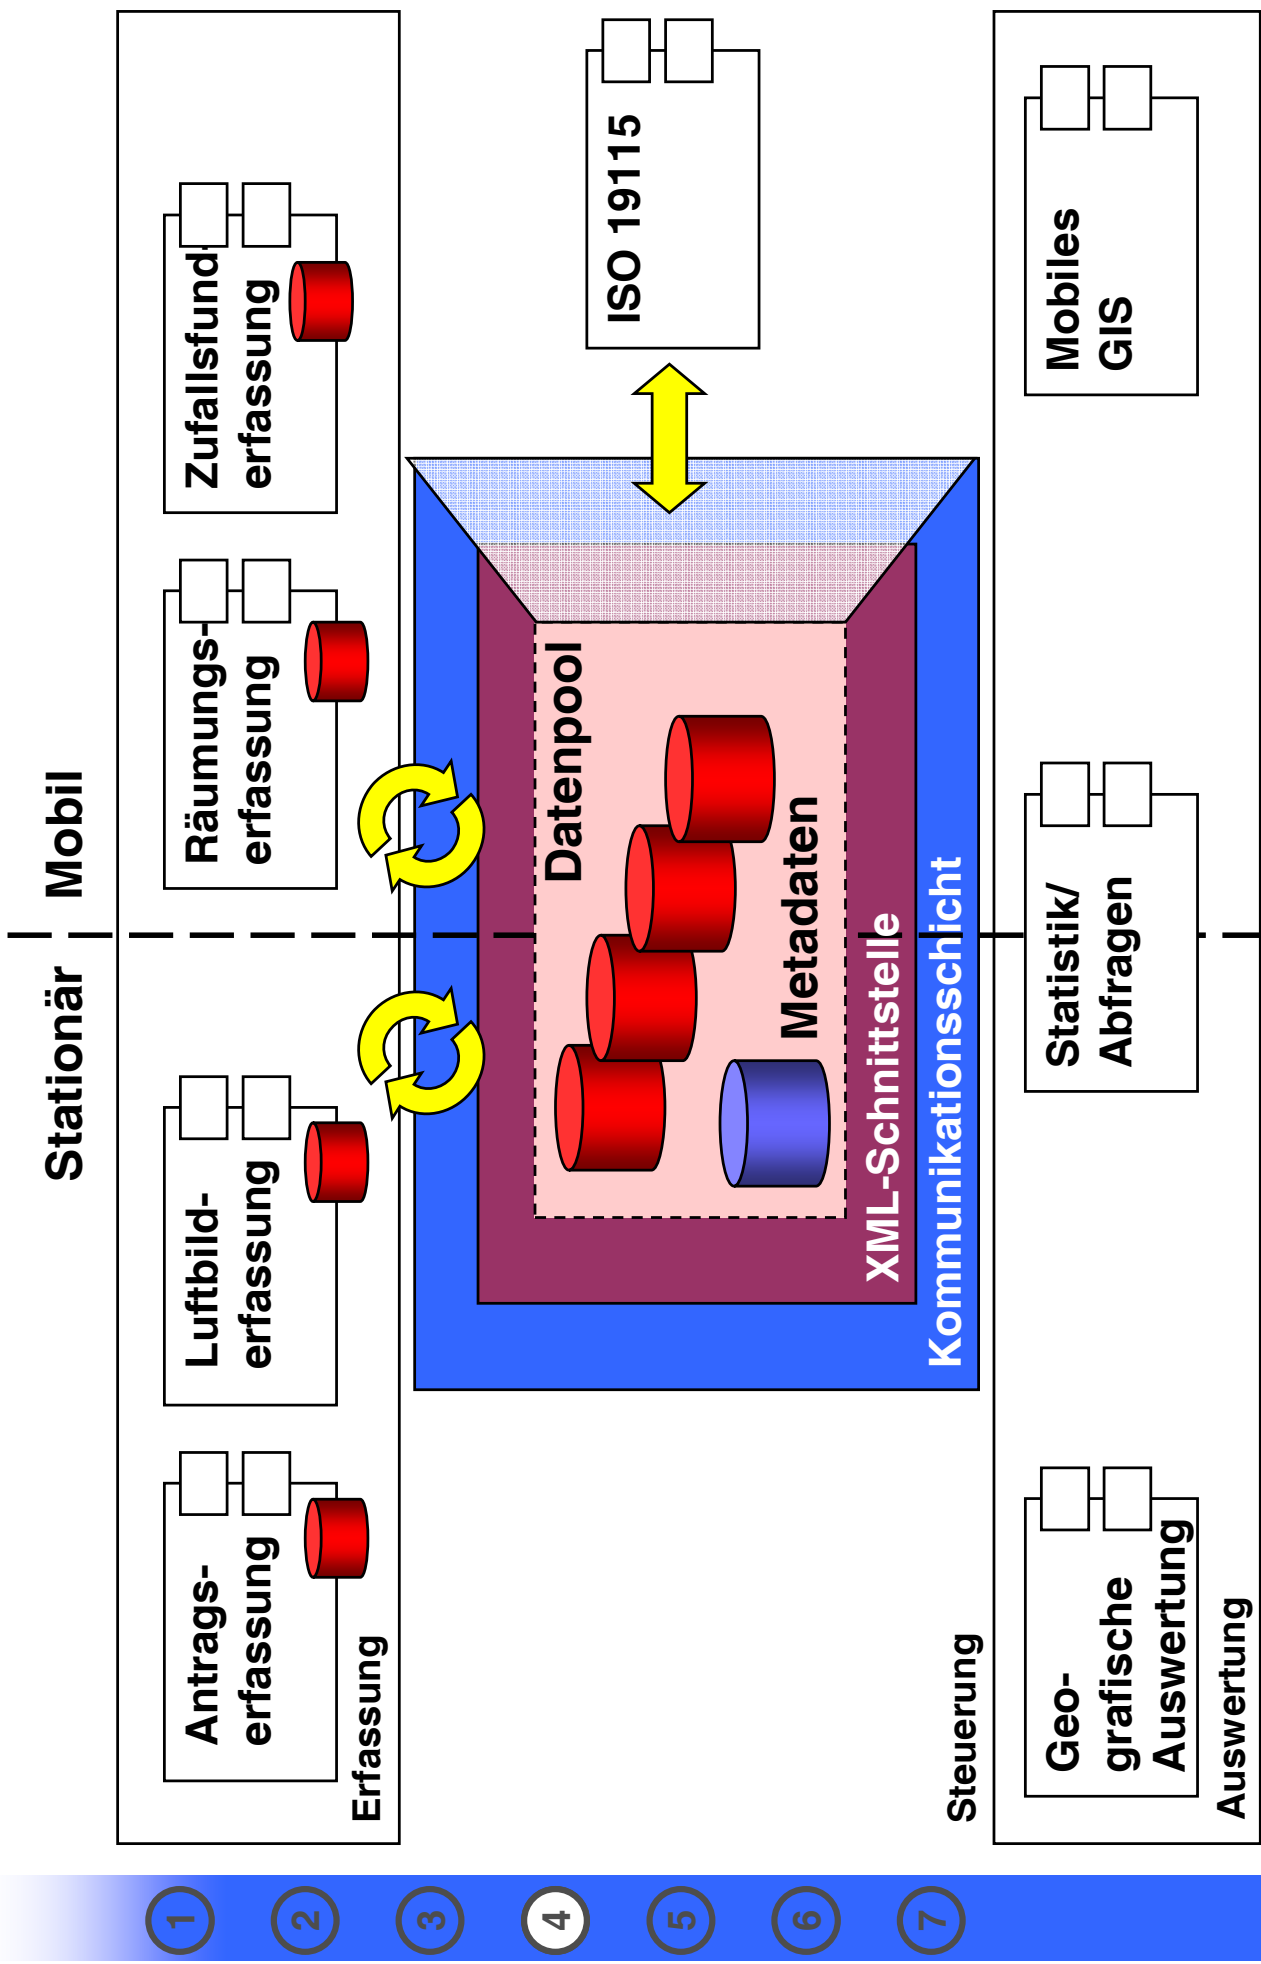 Stationär
Mobil
Antrags-
erfassung
Luftbild-
erfassung
Räumungs-
erfassung
Zufallsfund-
erfassung
Erfassung
Datenpool
Metadaten
XML-Schnittstelle
Kommunikationsschicht
ISO 19115
Steuerung
Geo-
grafische
Auswertung
Statistik/
Abfragen
Mobiles
GIS
Auswertung
1
2
3
4
5
6
7